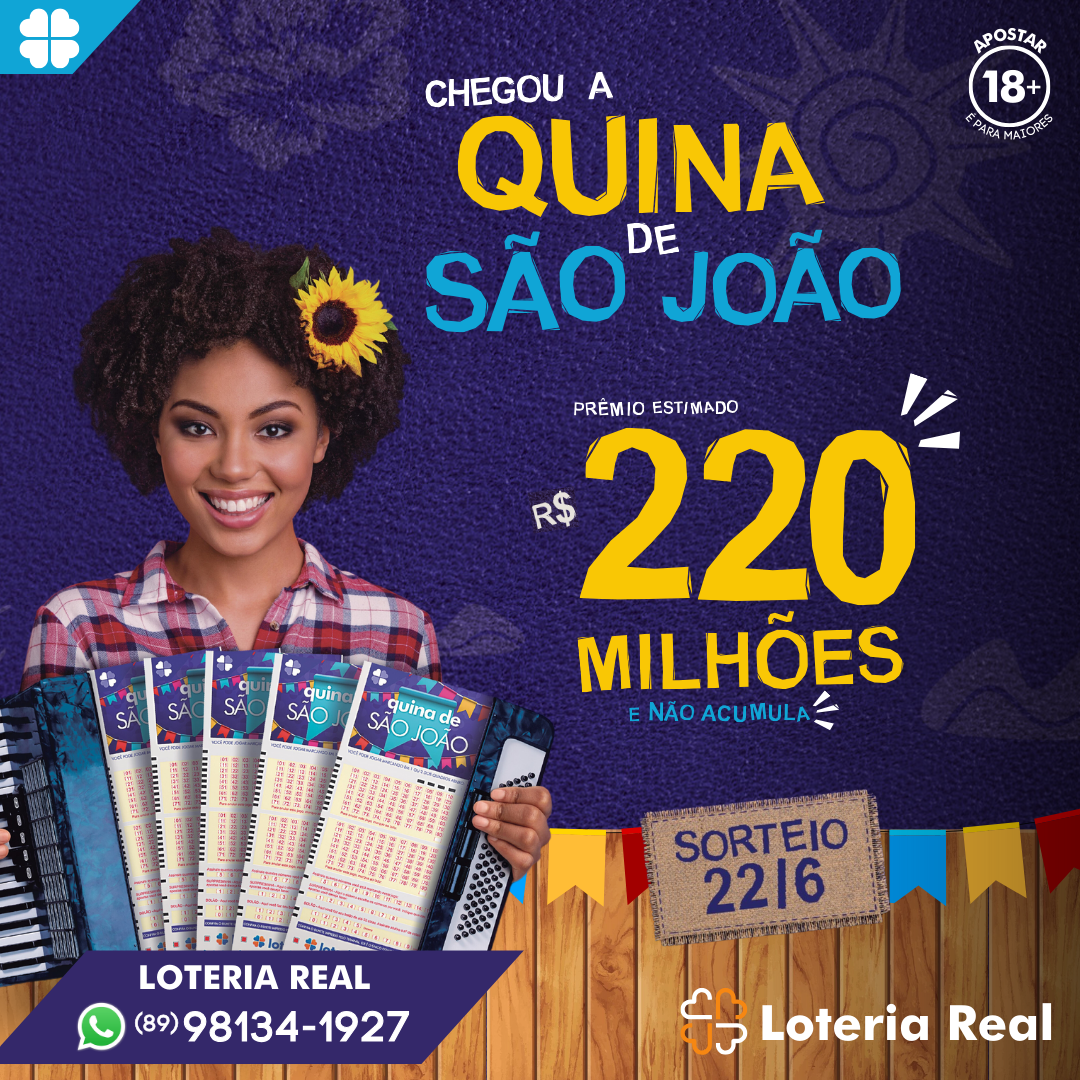 APOSTAR
18+
É PARA MAIORES
CHEGOU A
QUINA
DE
SÃO JOÃO
PRÊMIO ESTIMADO
R$ 220
MILHÕES
E NÃO ACUMULA
quina de
SÃO JOÃO
SORTEIO
22/6
LOTERIA REAL
(89) 98134-1927
Loteria Real